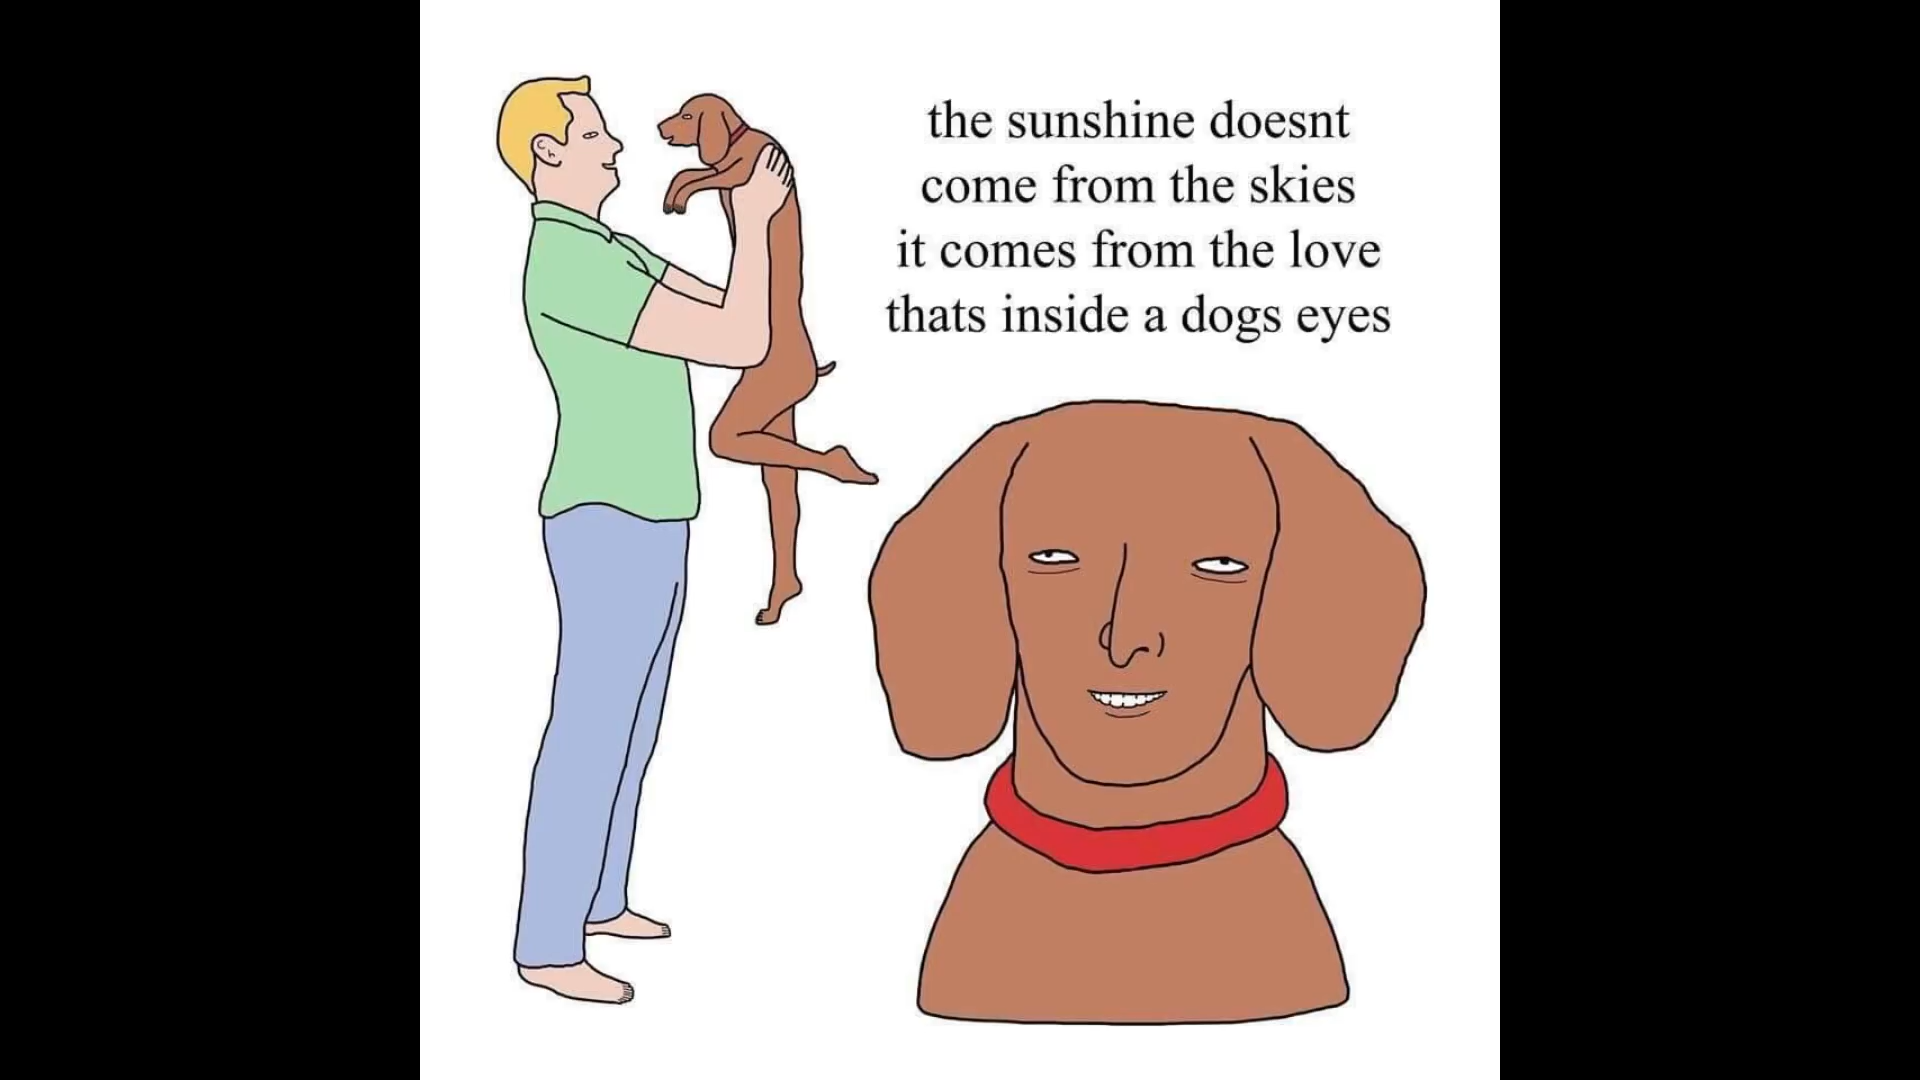 the sunshine doesnt
come from the skies
it comes from the love
thats inside a dogs eyes